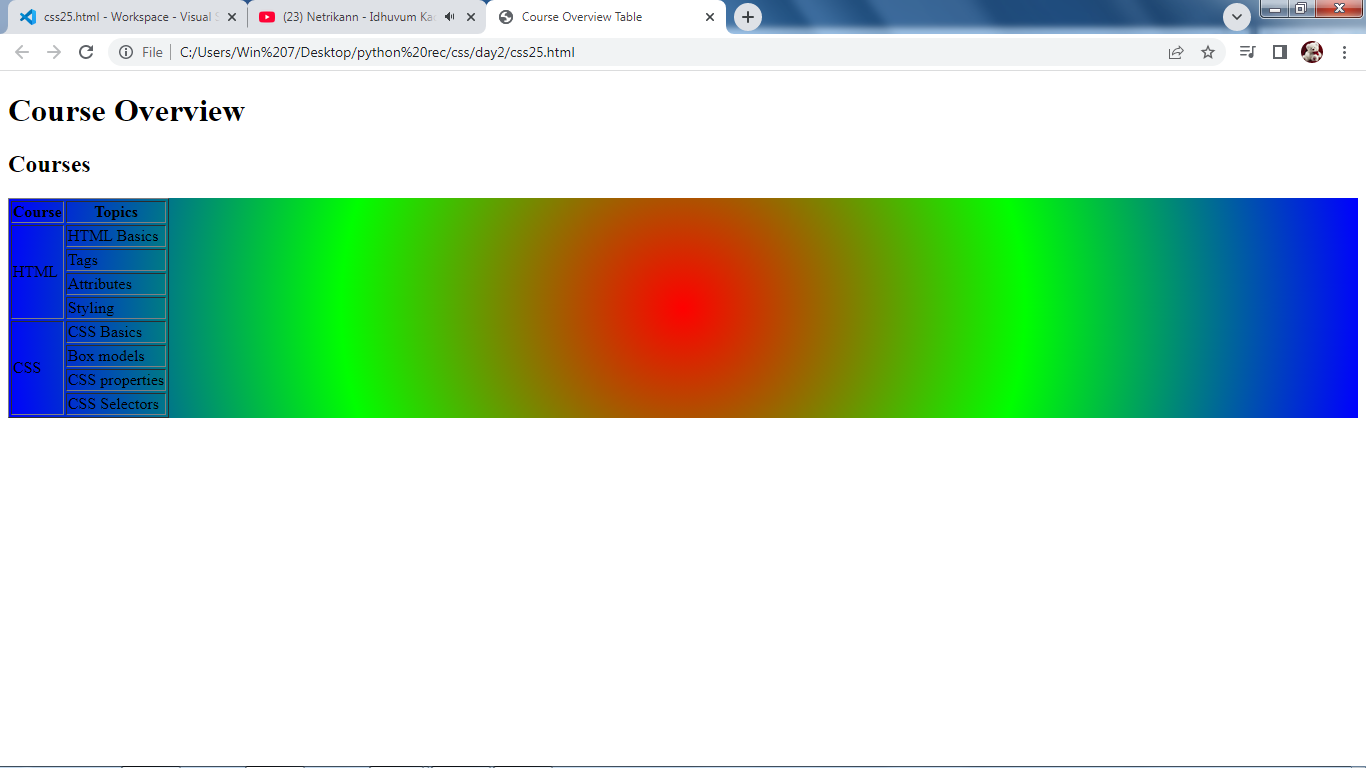 css25.html - Workspace - Visual
(23) Netrikann - Idhuvum
Course Overview Table
File
C:/Users/Win%207/Desktop/python%20rec/css/day2/css25.html
Course Overview
Courses
Course Topics
HTML HTML Basics
Tags
Attributes
Styling
CSS CSS Basics
Box models
CSS properties
CSS Selectors